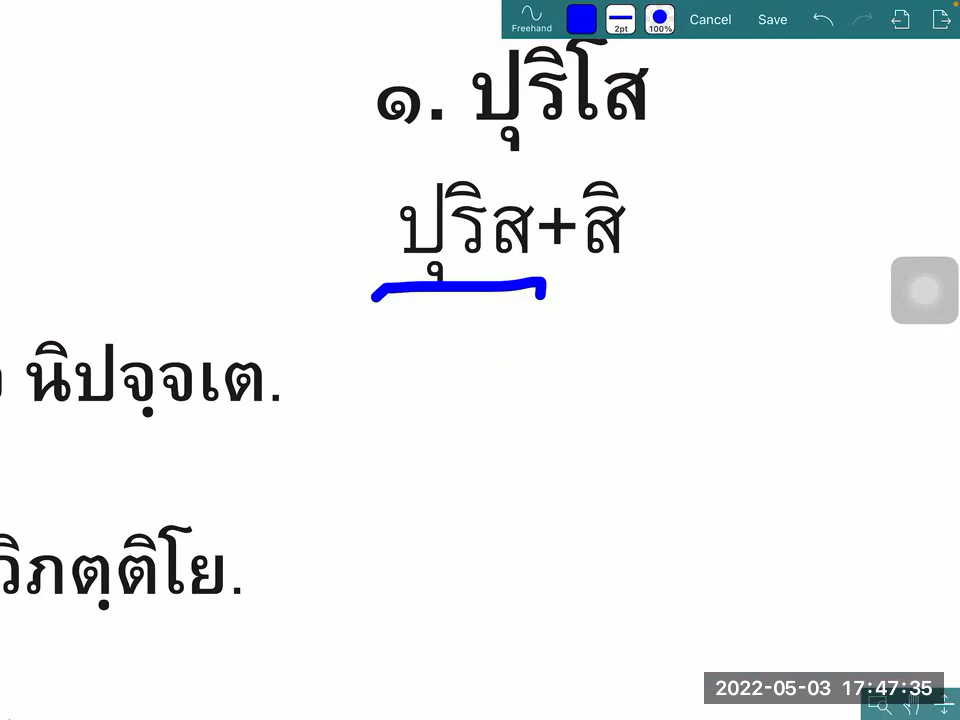 Freehand 2pt 100% Cancel Save
๑. ปุริโส
ปุริส+สิ
นิปจฺจเต.
วิภตฺติโย.
2022-05-03 17:47:35